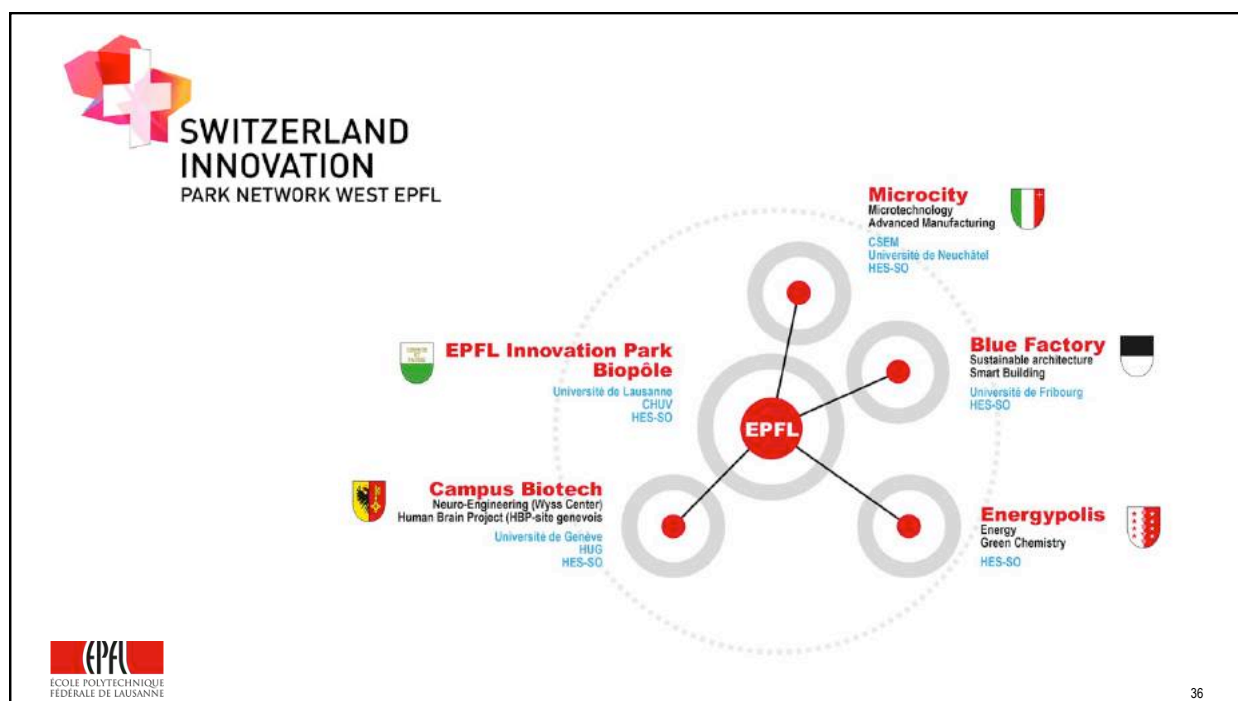 SWITZERLAND
INNOVATION
PARK NETWORK WEST EPFL
Microcity
Microtechnology
Advanced Manufacturing
CSEM
Université de Neuchâtel
HES-SO
EPFL Innovation Park
Biopôle
Université de Lausanne
CHUV
HES-SO
Blue Factory
Sustainable architecture
Smart Building
Université de Fribourg
HES-SO
EPFL
Campus Biotech
Neuro-Engineering (Wyss Center)
Human Brain Project (HBP-site genevois
Université de Genève
HUG
HES-SO
Energypolis
Energy
Green Chemistry
HES-SO
EPFL
ÉCOLE POLYTECHNIQUE
FÉDÉRALE DE LAUSANNE
36